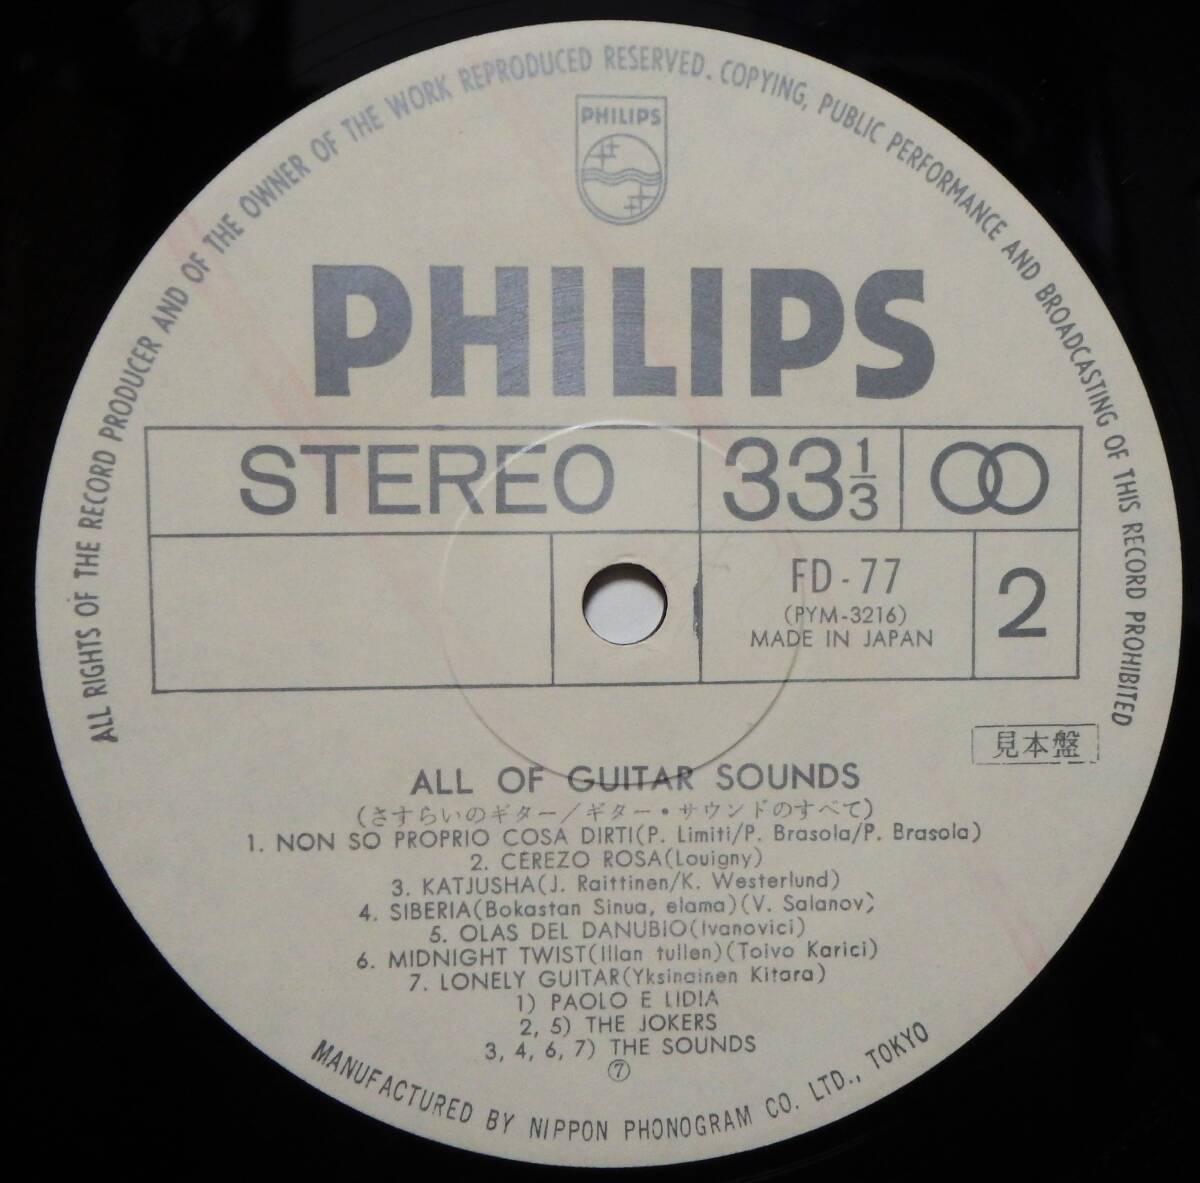 ALL RIGHTS OF THE RECORD PRODUCER AND OF THE OWNER OF THE WORK REPRODUCED RESERVED. COPYING, PUBLIC PERFORMANCE AND BROADCASTING OF THIS RECORD PROHIBITED
PHILIPS
PHILIPS
STEREO 33 1/3
FD-77
(PYM-3216)
MADE IN JAPAN
2
見本盤
ALL OF GUITAR SOUNDS
(さすらいのギター/ギター・サウンドのすべて)
1. NON SO PROPRIO COSA DIRTI(P. Limiti/P. Brasola/P. Brasola)
2. CEREZO ROSA(Louigny)
3. KATJUSHA(J. Raittinen/K. Westerlund)
4. SIBERIA(Bokastan Sinua, elama)(V. Salanov)
5. OLAS DEL DANUBIO(Ivanovici)
6. MIDNIGHT TWIST(Illan tullen)(Toivo Karici)
7. LONELY GUITAR(Yksinainen Kitara)
1) PAOLO E LIDIA
2, 5) THE JOKERS
3, 4, 6, 7) THE SOUNDS
⑦
MANUFACTURED BY NIPPON PHONOGRAM CO. LTD., TOKYO